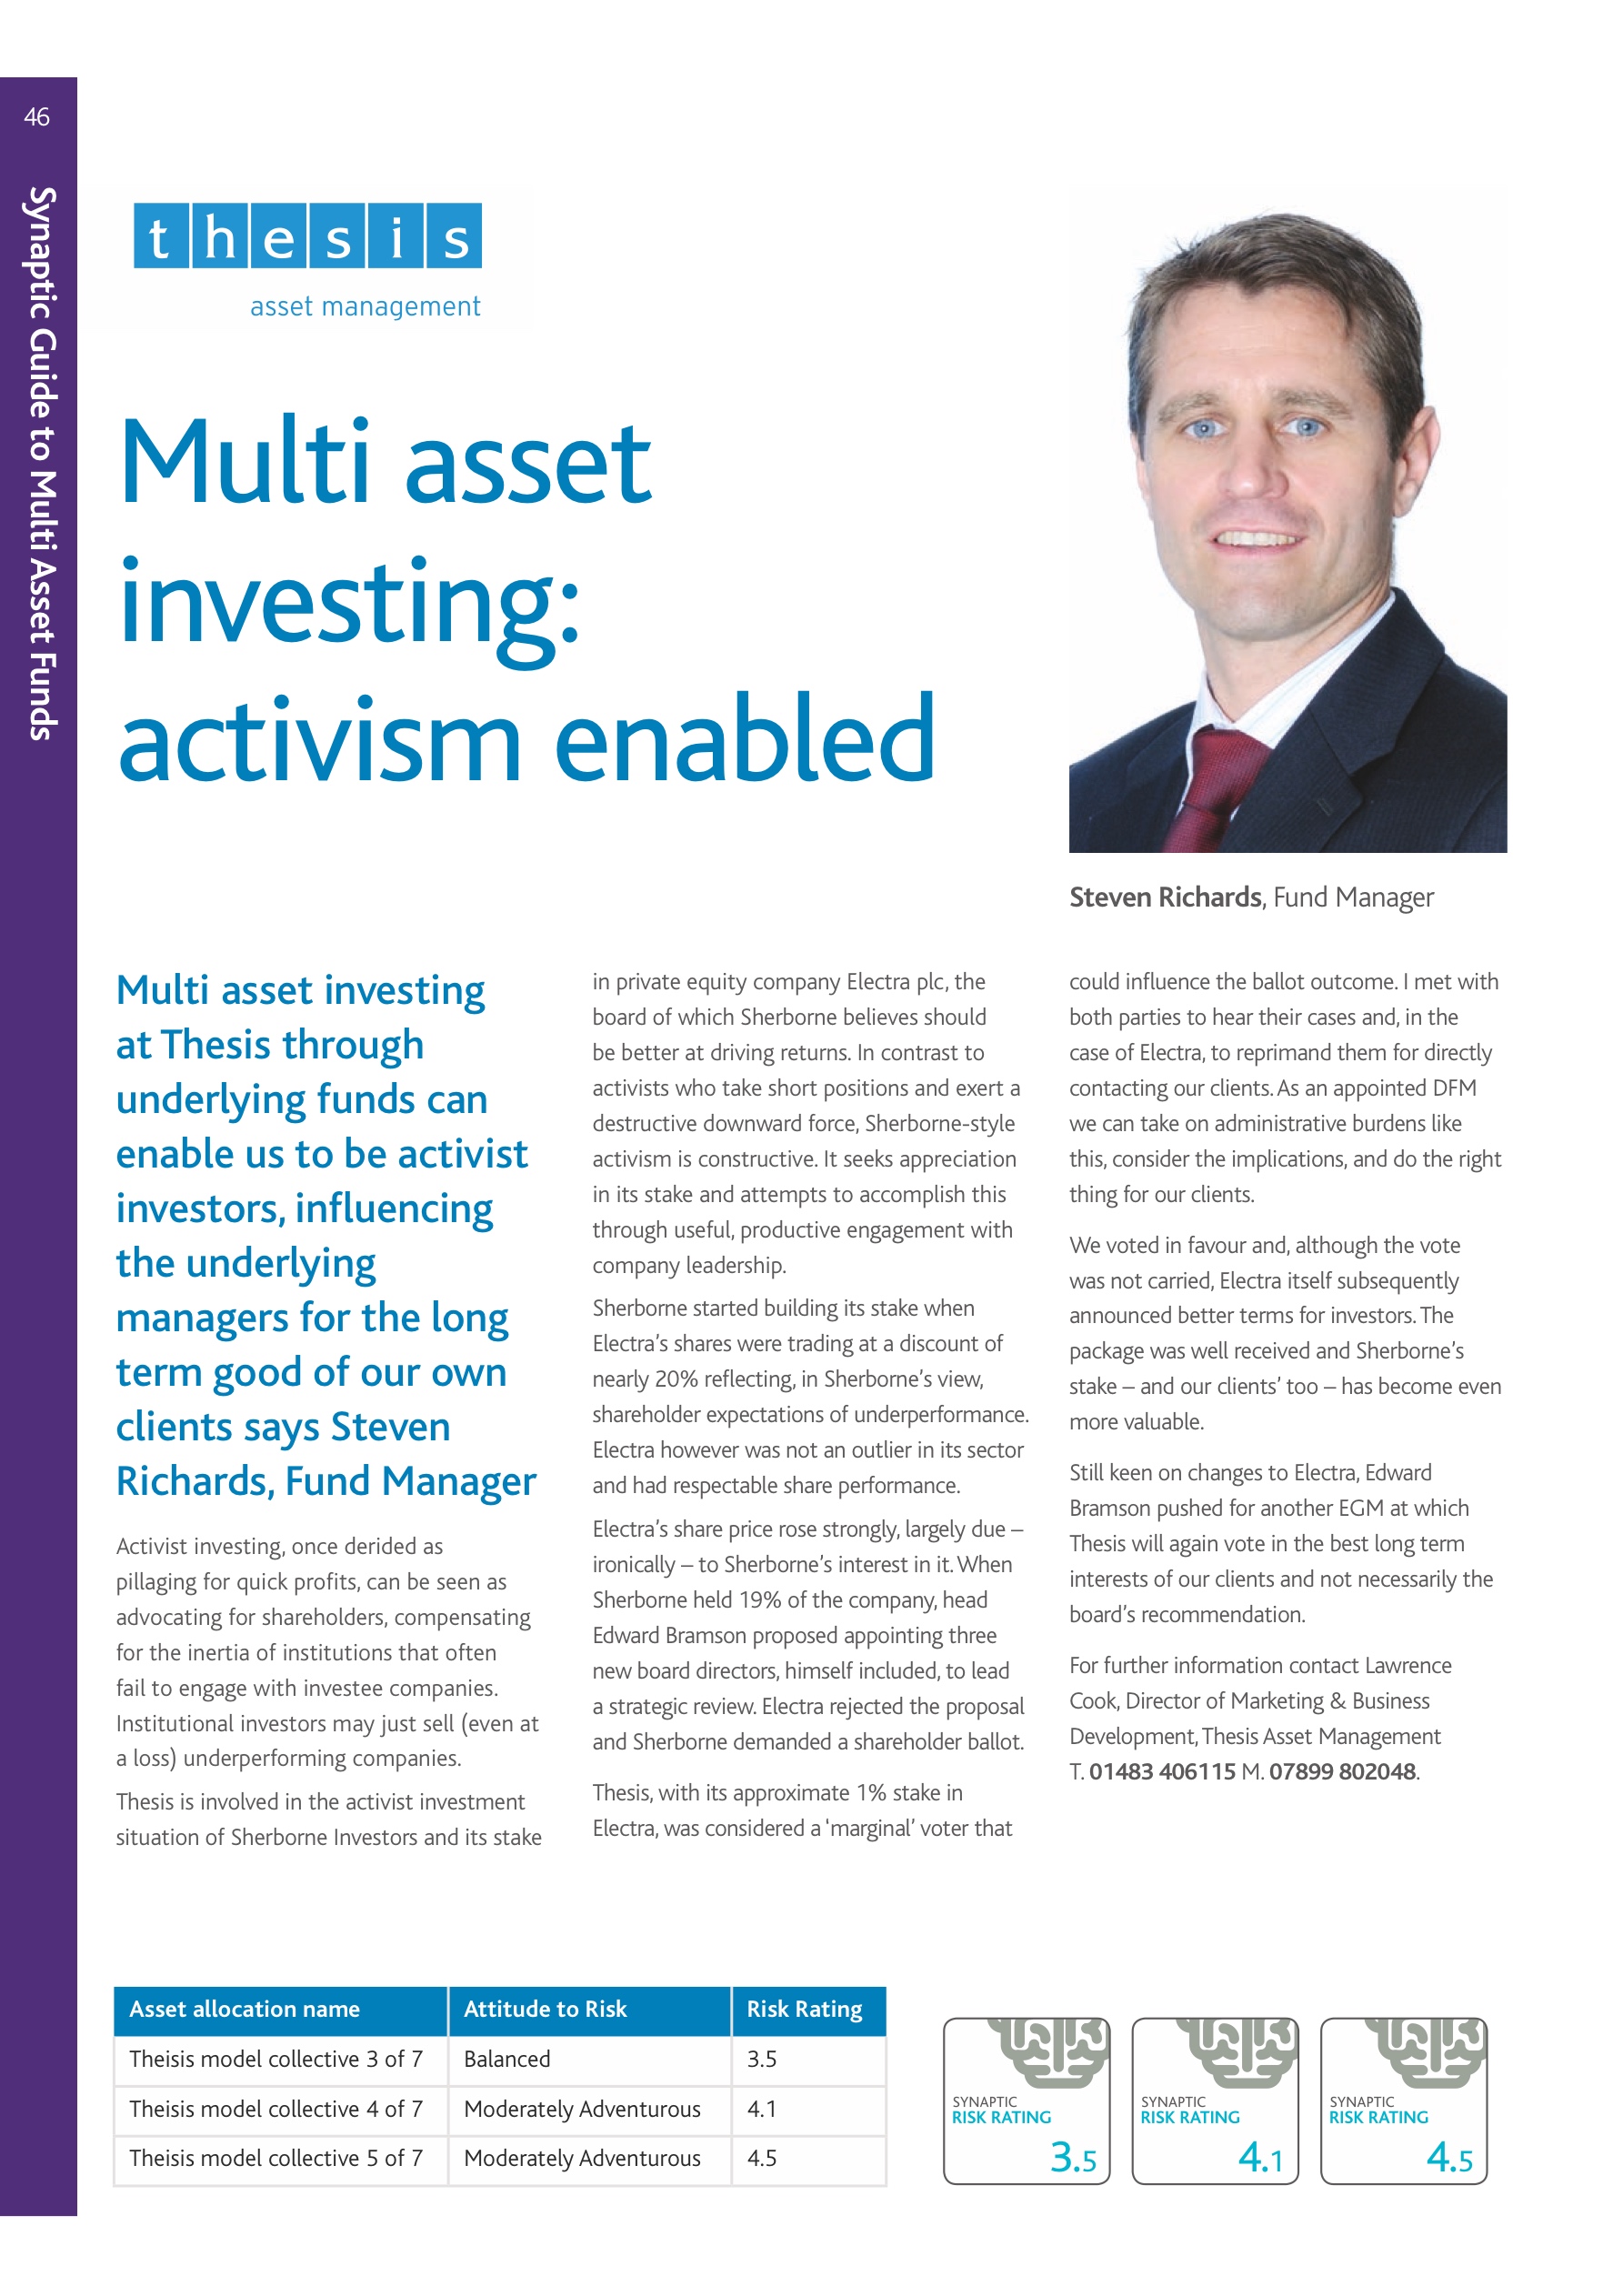 46
Synaptic Guide to Multi Asset Funds
thesis
asset management
Multi asset
investing:
activism enabled
Steven Richards, Fund Manager
Multi asset investing
at Thesis through
underlying funds can
enable us to be activist
investors, influencing
the underlying
managers for the long
term good of our own
clients says Steven
Richards, Fund Manager
Activist investing, once derided as
pillaging for quick profits, can be seen as
advocating for shareholders, compensating
for the inertia of institutions that often
fail to engage with investee companies.
Institutional investors may just sell (even at
a loss) underperforming companies.
Thesis is involved in the activist investment
situation of Sherborne Investors and its stake
in private equity company Electra plc, the
board of which Sherborne believes should
be better at driving returns. In contrast to
activists who take short positions and exert a
destructive downward force, Sherborne-style
activism is constructive. It seeks appreciation
in its stake and attempts to accomplish this
through useful, productive engagement with
company leadership.
Sherborne started building its stake when
Electra's shares were trading at a discount of
nearly 20% reflecting, in Sherborne's view,
shareholder expectations of underperformance.
Electra however was not an outlier in its sector
and had respectable share performance.
Electra's share price rose strongly, largely due –
ironically – to Sherborne's interest in it. When
Sherborne held 19% of the company, head
Edward Bramson proposed appointing three
new board directors, himself included, to lead
a strategic review. Electra rejected the proposal
and Sherborne demanded a shareholder ballot.
Thesis, with its approximate 1% stake in
Electra, was considered a 'marginal' voter that
could influence the ballot outcome. I met with
both parties to hear their cases and, in the
case of Electra, to reprimand them for directly
contacting our clients. As an appointed DFM
we can take on administrative burdens like
this, consider the implications, and do the right
thing for our clients.
We voted in favour and, although the vote
was not carried, Electra itself subsequently
announced better terms for investors. The
package was well received and Sherborne's
stake – and our clients' too – has become even
more valuable.
Still keen on changes to Electra, Edward
Bramson pushed for another EGM at which
Thesis will again vote in the best long term
interests of our clients and not necessarily the
board's recommendation.
For further information contact Lawrence
Cook, Director of Marketing & Business
Development, Thesis Asset Management
T. 01483 406115 M. 07899 802048.
Asset allocation name Attitude to Risk Risk Rating
Theisis model collective 3 of 7 Balanced 3.5
Theisis model collective 4 of 7 Moderately Adventurous 4.1
Theisis model collective 5 of 7 Moderately Adventurous 4.5
SYNAPTIC
RISK RATING
3.5
SYNAPTIC
RISK RATING
4.1
SYNAPTIC
RISK RATING
4.5